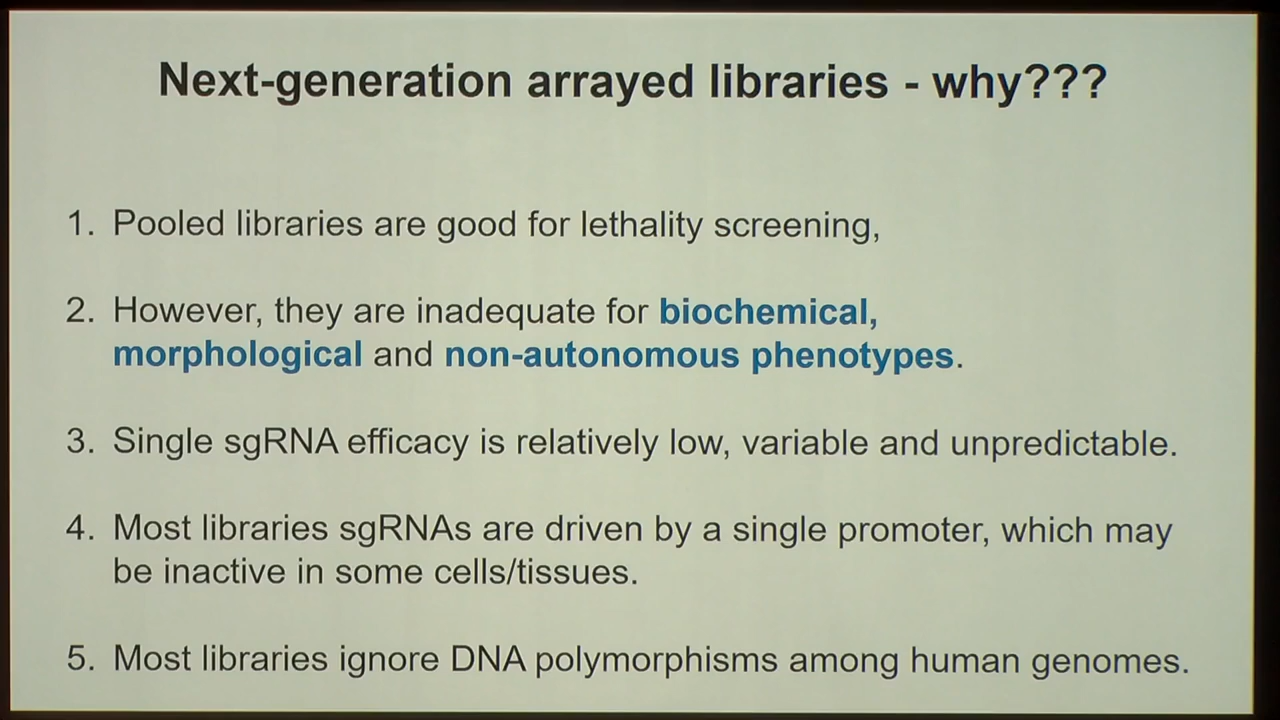 Next-generation arrayed libraries - why???
1. Pooled libraries are good for lethality screening,
2. However, they are inadequate for biochemical,
morphological and non-autonomous phenotypes.
3. Single sgRNA efficacy is relatively low, variable and unpredictable.
4. Most libraries sgRNAs are driven by a single promoter, which may
be inactive in some cells/tissues.
5. Most libraries ignore DNA polymorphisms among human genomes.